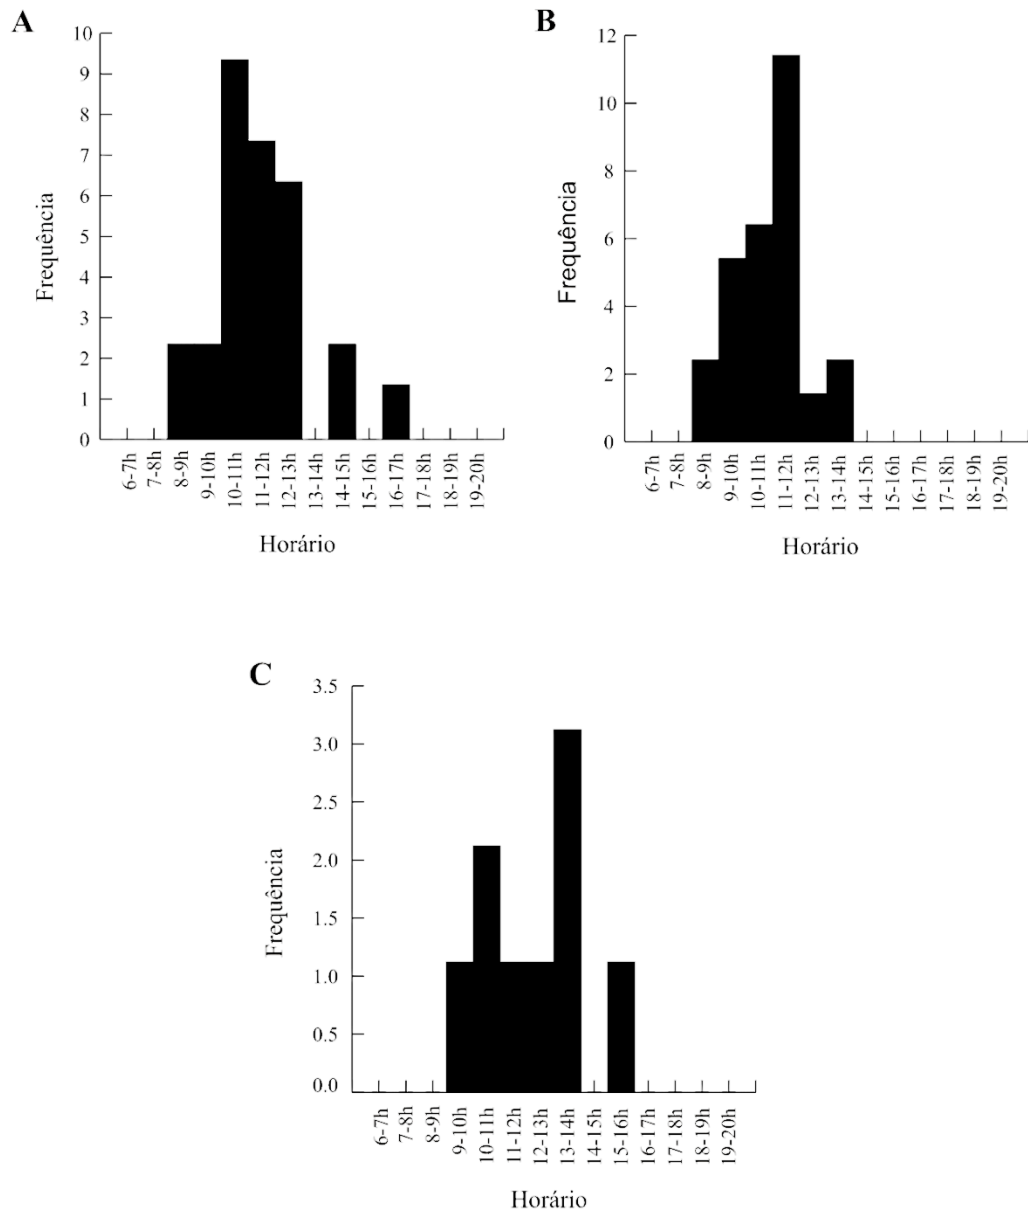 A
10
9
8
7
6
5
4
3
2
1
0
Frequência
6-7h
7-8h
8-9h
9-10h
10-11h
11-12h
12-13h
13-14h
14-15h
15-16h
16-17h
17-18h
18-19h
19-20h
Horário
B
12
10
8
6
4
2
0
Frequência
6-7h
7-8h
8-9h
9-10h
10-11h
11-12h
12-13h
13-14h
14-15h
15-16h
16-17h
17-18h
18-19h
19-20h
Horário
C
3.5
3.0
2.5
2.0
1.5
1.0
0.5
0.0
Frequência
6-7h
7-8h
8-9h
9-10h
10-11h
11-12h
12-13h
13-14h
14-15h
15-16h
16-17h
17-18h
18-19h
19-20h
Horário